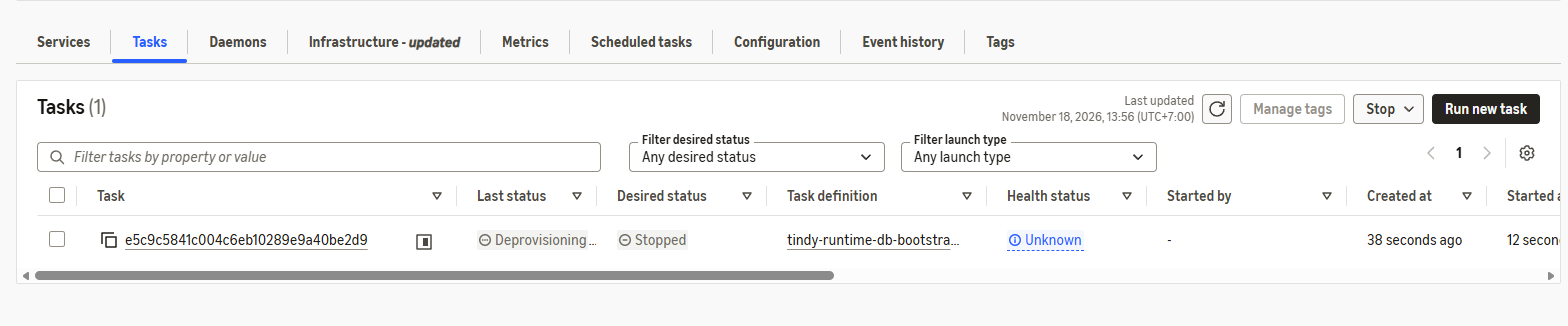 Services Tasks Daemons Infrastructure - updated Metrics Scheduled tasks Configuration Event history Tags
Tasks (1)
Last updated
November 18, 2026, 13:56 (UTC+7:00)
Manage tags Stop Run new task
Filter tasks by property or value
Filter desired status
Any desired status
Filter launch type
Any launch type
1
Task Last status Desired status Task definition Health status Started by Created at Started a
e5c9c5841c004c6eb10289e9a40be2d9 Deprovisioning... Stopped tindy-runtime-db-bootstra... Unknown - 38 seconds ago 12 secon